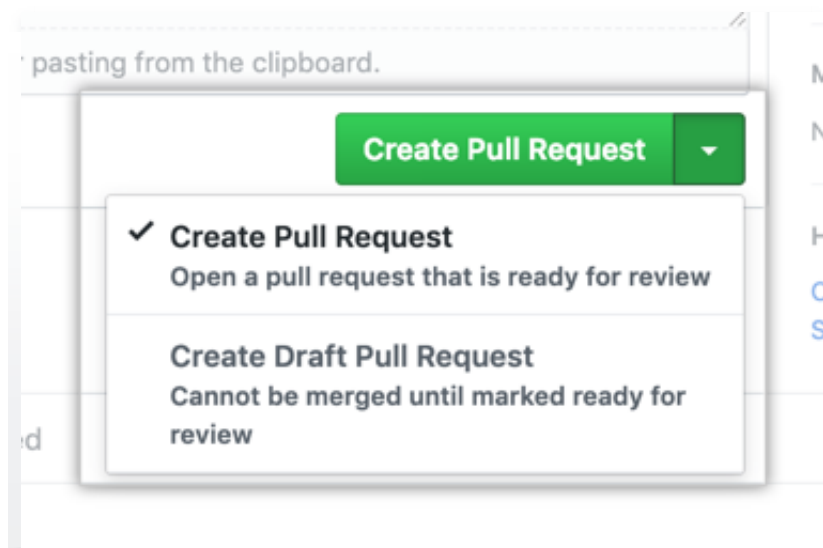 pasting from the clipboard.
Create Pull Request
Create Pull Request
Open a pull request that is ready for review
Create Draft Pull Request
Cannot be merged until marked ready for
review